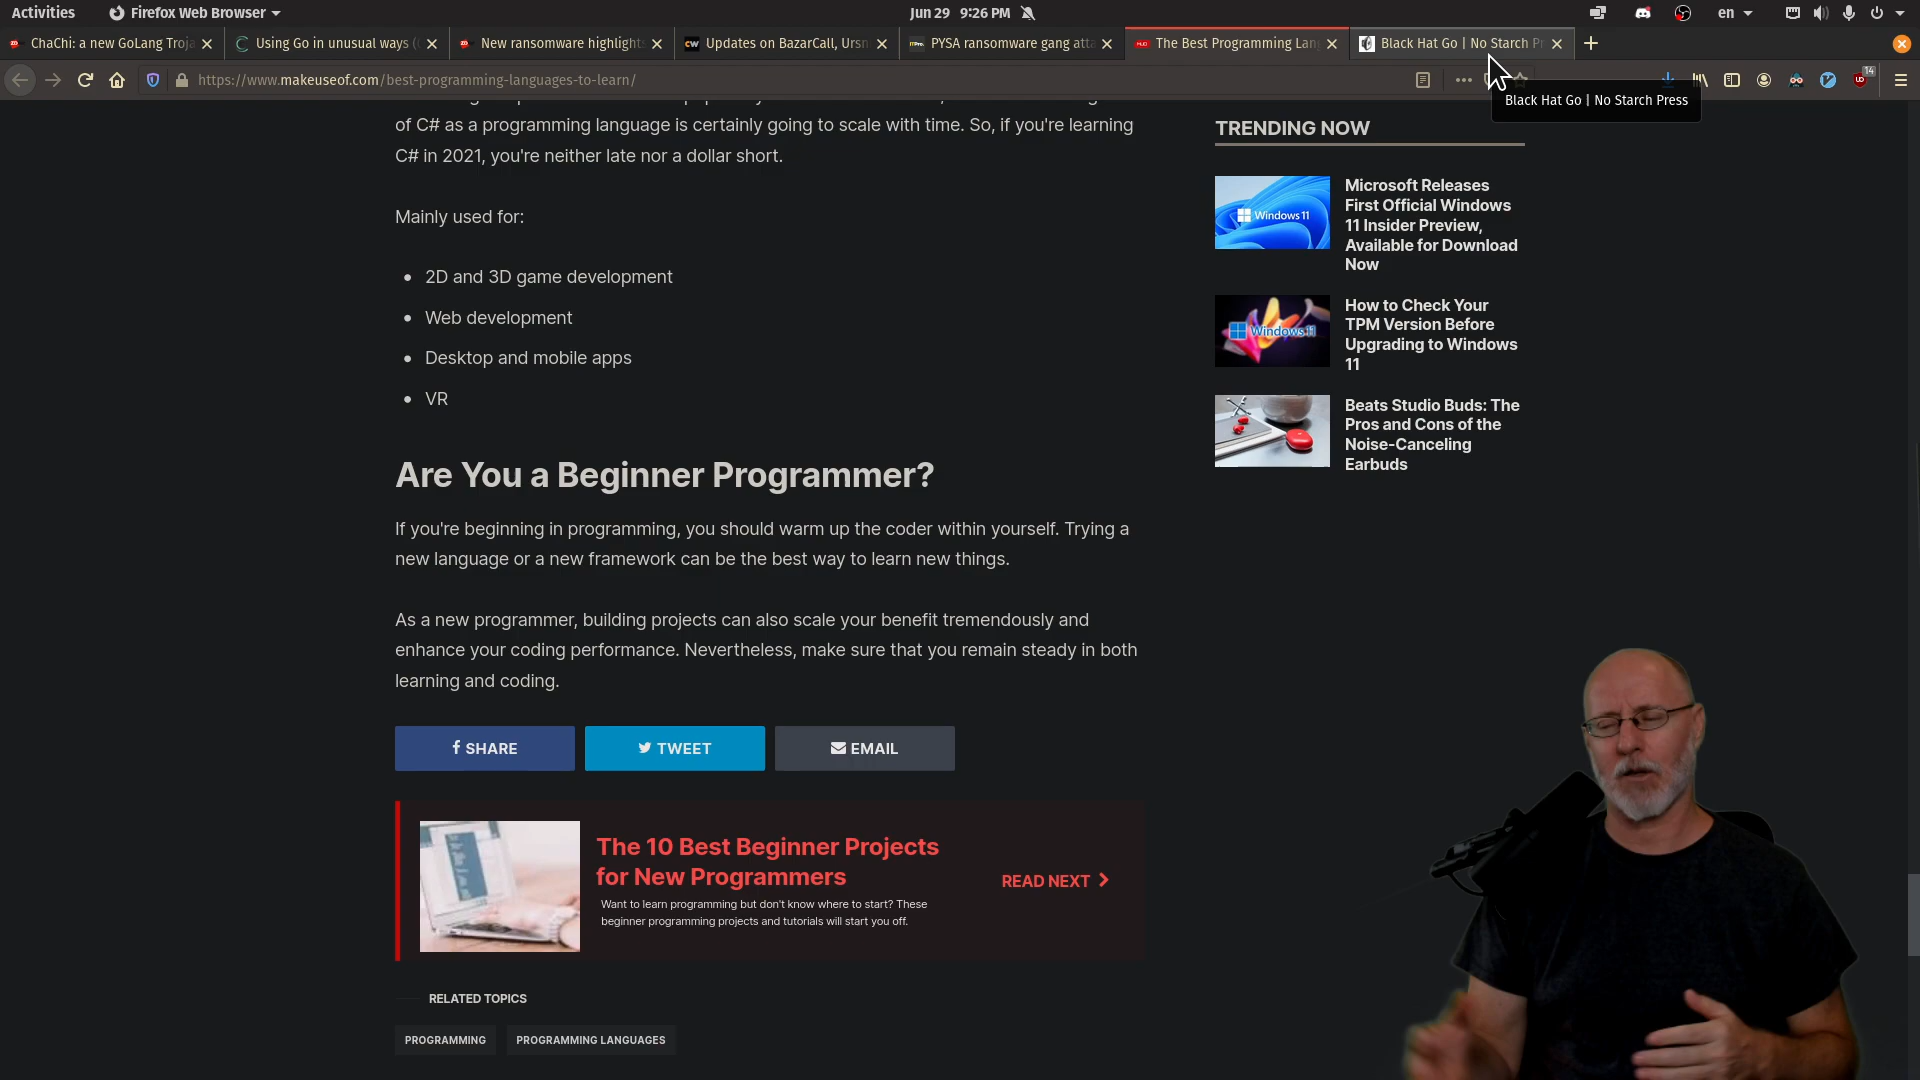 Activities
Firefox Web Browser
Jun 29 9:26 PM
en
ChaChi: a new GoLang Troja
Using Go in unusual ways (
New ransomware highlights
Updates on BazarCall, Ursn
PYSA ransomware gang atta
The Best Programming Lang
Black Hat Go | No Starch Pr
https://www.makeuseof.com/best-programming-languages-to-learn/
14
Black Hat Go | No Starch Press
of C# as a programming language is certainly going to scale with time. So, if you're learning
C# in 2021, you're neither late nor a dollar short.
Mainly used for:
2D and 3D game development
Web development
Desktop and mobile apps
VR
Are You a Beginner Programmer?
If you're beginning in programming, you should warm up the coder within yourself. Trying a
new language or a new framework can be the best way to learn new things.
As a new programmer, building projects can also scale your benefit tremendously and
enhance your coding performance. Nevertheless, make sure that you remain steady in both
learning and coding.
SHARE
TWEET
EMAIL
The 10 Best Beginner Projects
for New Programmers
Want to learn programming but don't know where to start? These
beginner programming projects and tutorials will start you off.
READ NEXT
RELATED TOPICS
PROGRAMMING
PROGRAMMING LANGUAGES
TRENDING NOW
Windows 11
Microsoft Releases
First Official Windows
11 Insider Preview,
Available for Download
Now
Windows 11
How to Check Your
TPM Version Before
Upgrading to Windows
11
Beats Studio Buds: The
Pros and Cons of the
Noise-Canceling
Earbuds